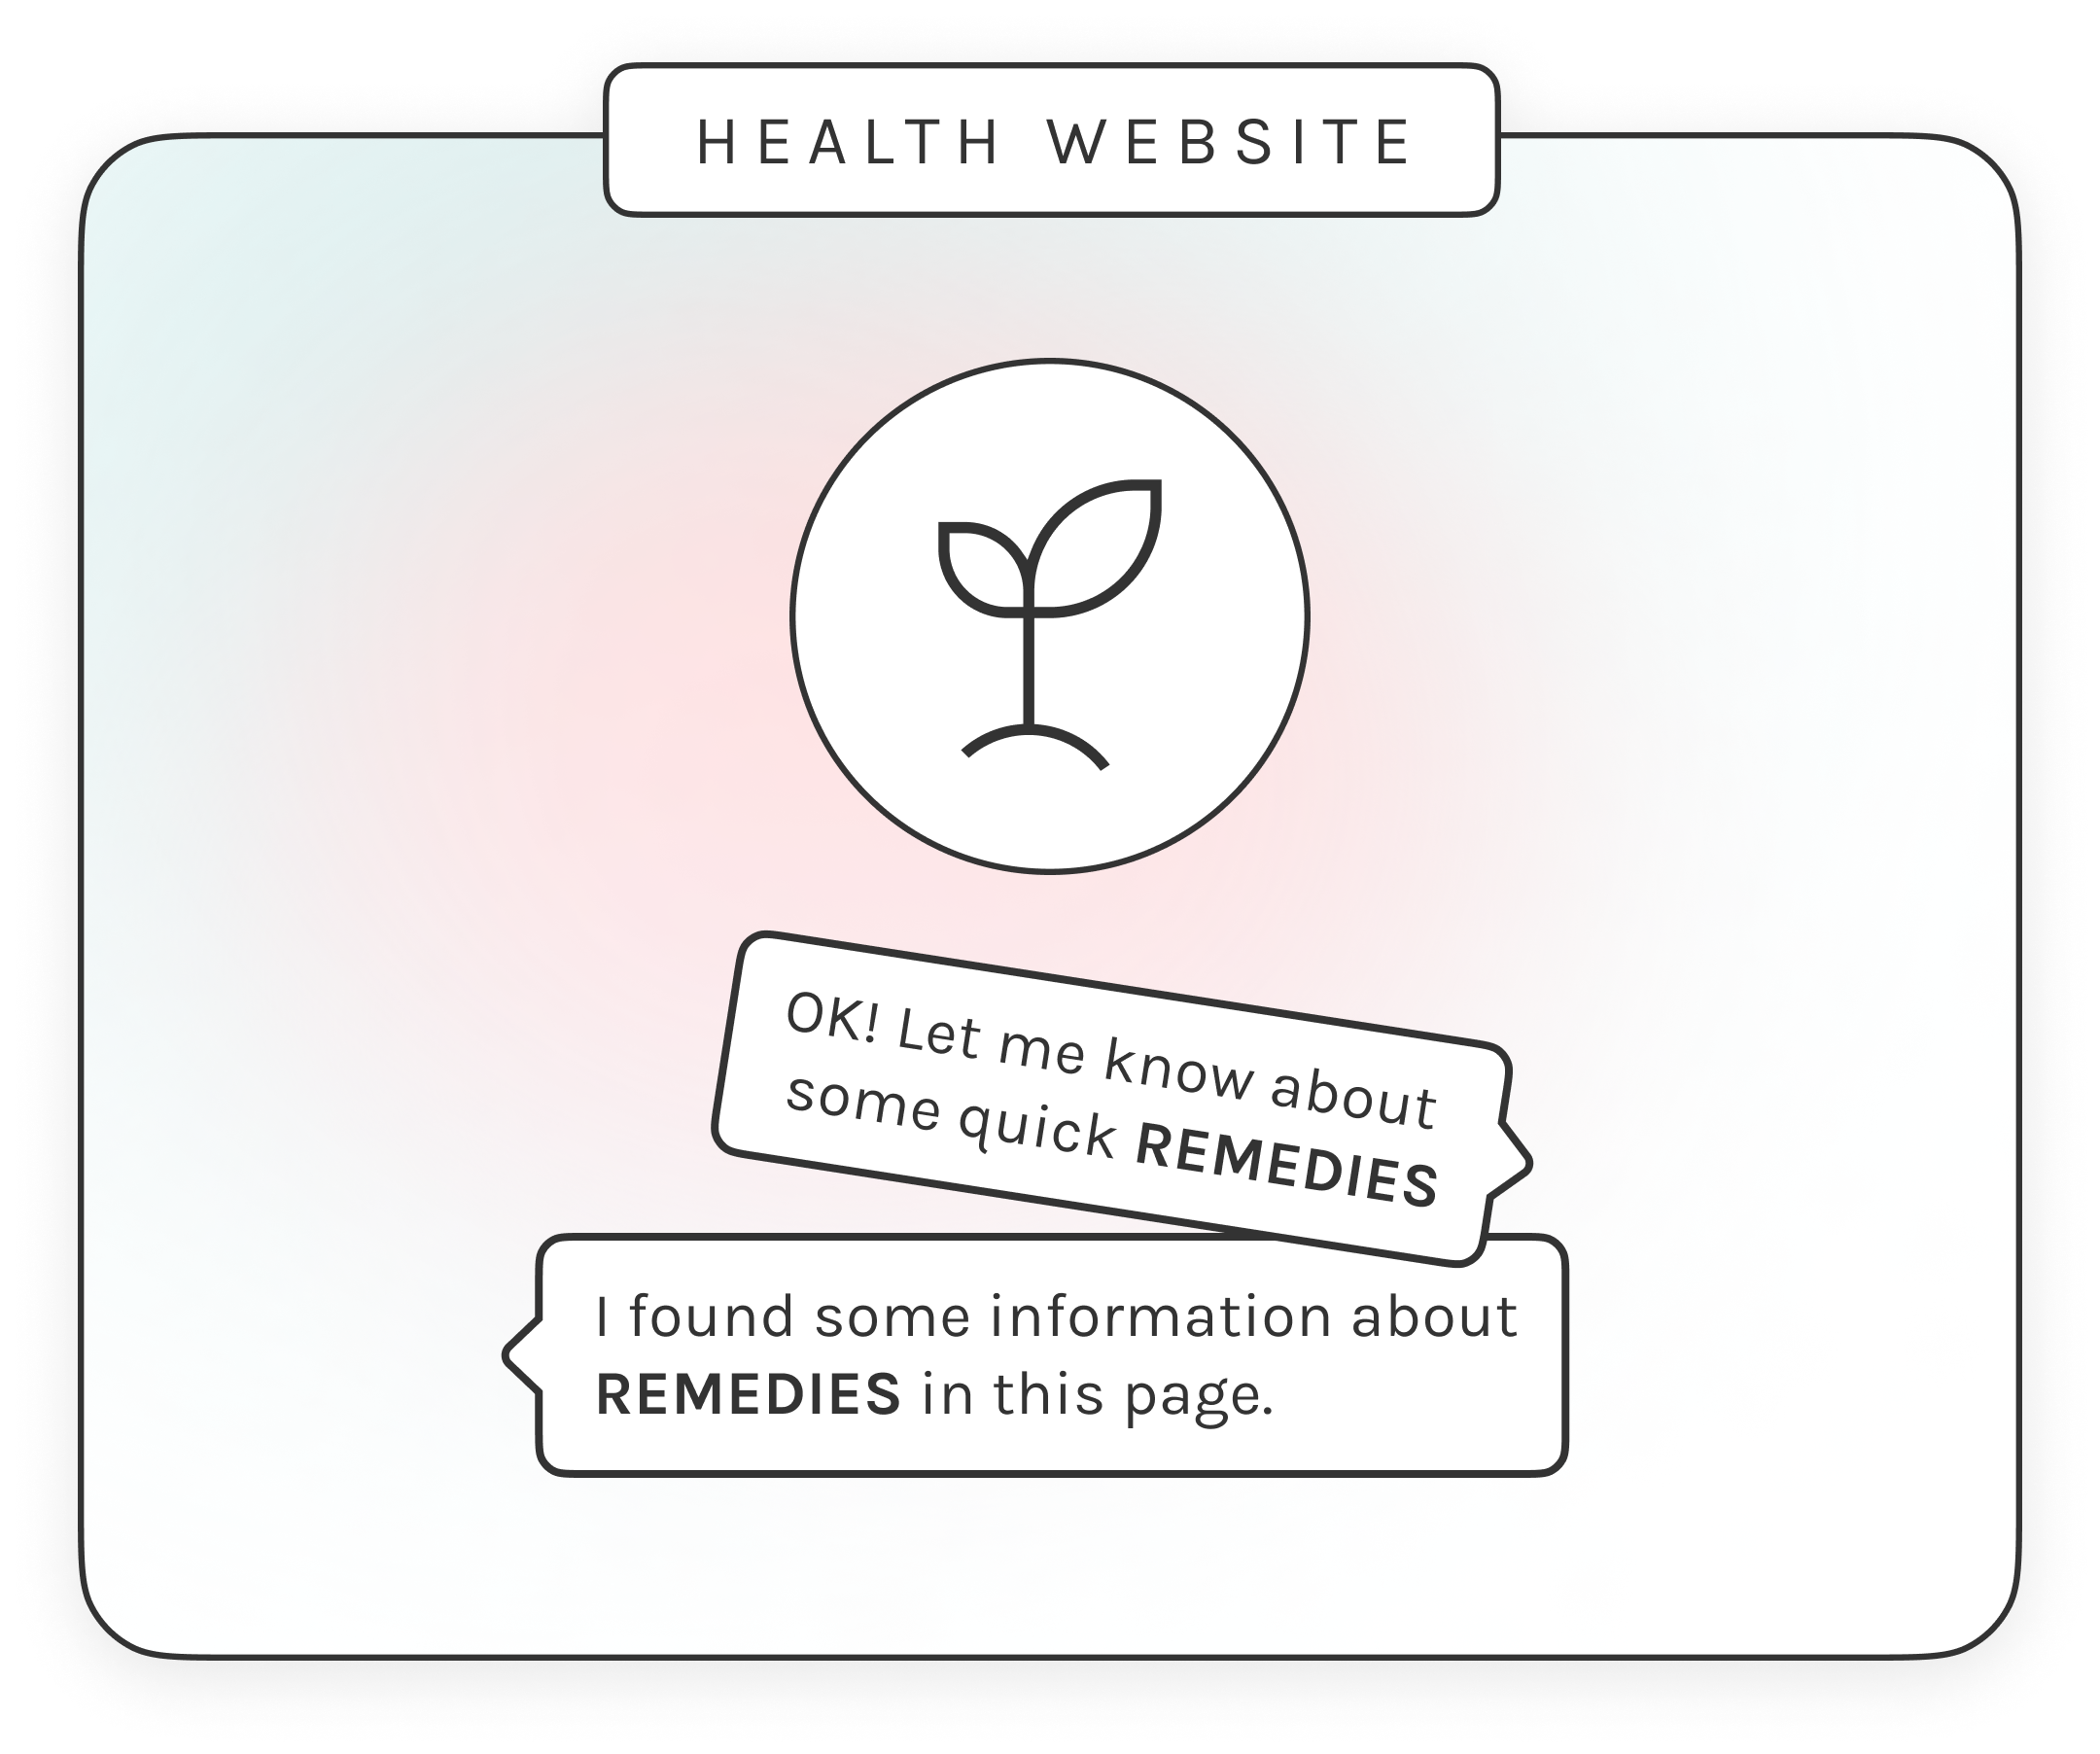 HEALTH WEBSITE
OK! Let me know about
some quick REMEDIES
I found some information about
REMEDIES in this page.